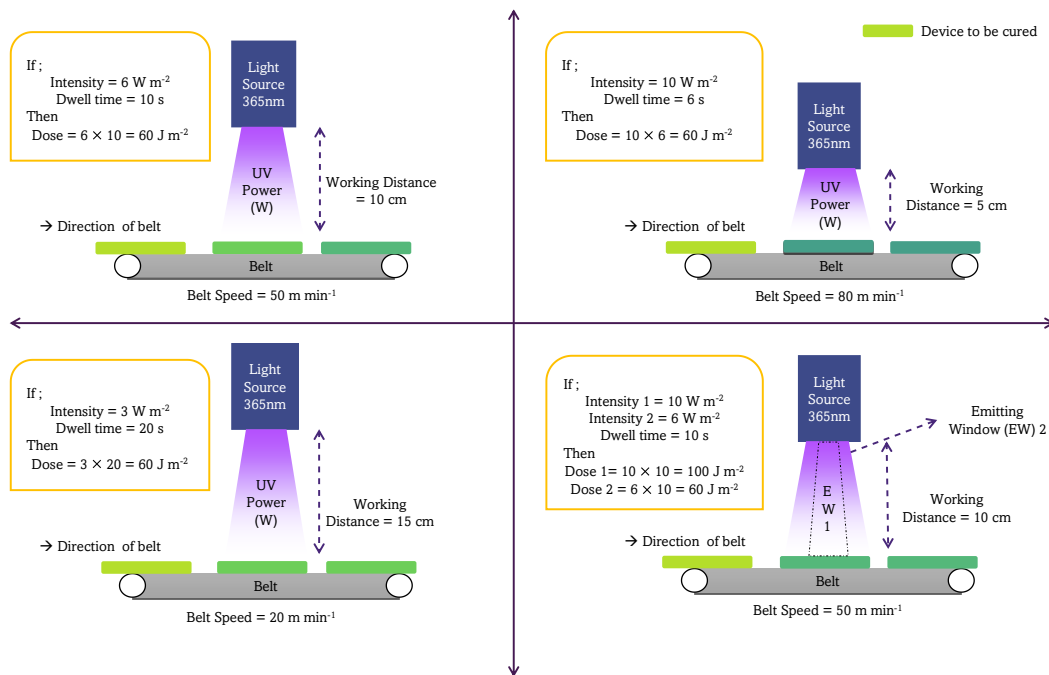 Device to be cured
If ;
Intensity = 6 W m⁻²
Dwell time = 10 s
Then
Dose = 6 × 10 = 60 J m⁻²
Light
Source
365nm
UV
Power
(W)
Working Distance
= 10 cm
→ Direction of belt
Belt
Belt Speed = 50 m min⁻¹
If ;
Intensity = 10 W m⁻²
Dwell time = 6 s
Then
Dose = 10 × 6 = 60 J m⁻²
Light
Source
365nm
UV
Power
(W)
Working
Distance = 5 cm
→ Direction of belt
Belt
Belt Speed = 80 m min⁻¹
If ;
Intensity = 3 W m⁻²
Dwell time = 20 s
Then
Dose = 3 × 20 = 60 J m⁻²
Light
Source
365nm
UV
Power
(W)
Working
Distance = 15 cm
→ Direction of belt
Belt
Belt Speed = 20 m min⁻¹
If ;
Intensity 1 = 10 W m⁻²
Intensity 2 = 6 W m⁻²
Dwell time = 10 s
Then
Dose 1= 10 × 10 = 100 J m⁻²
Dose 2 = 6 × 10 = 60 J m⁻²
Light
Source
365nm
Emitting
Window (EW) 2
E
W
1
Working
Distance = 10 cm
→ Direction of belt
Belt
Belt Speed = 50 m min⁻¹